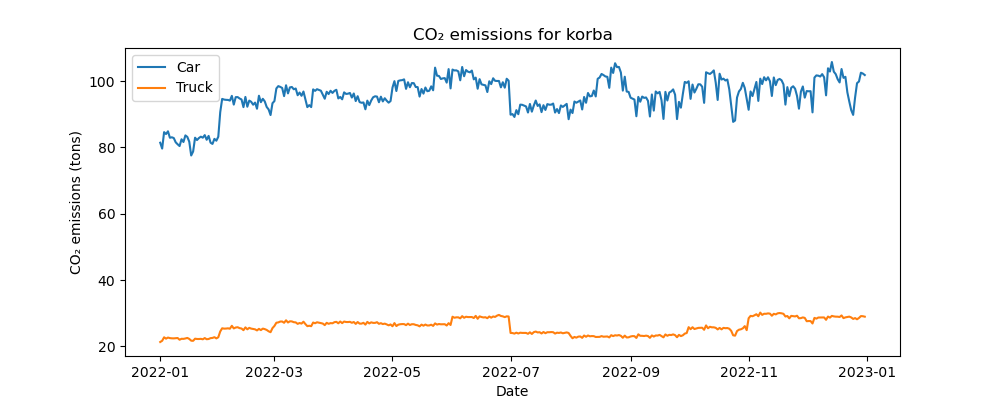 CO₂ emissions for korba
Car
Truck
CO₂ emissions (tons)
100
80
60
40
20
2022-01 2022-03 2022-05 2022-07 2022-09 2022-11 2023-01
Date